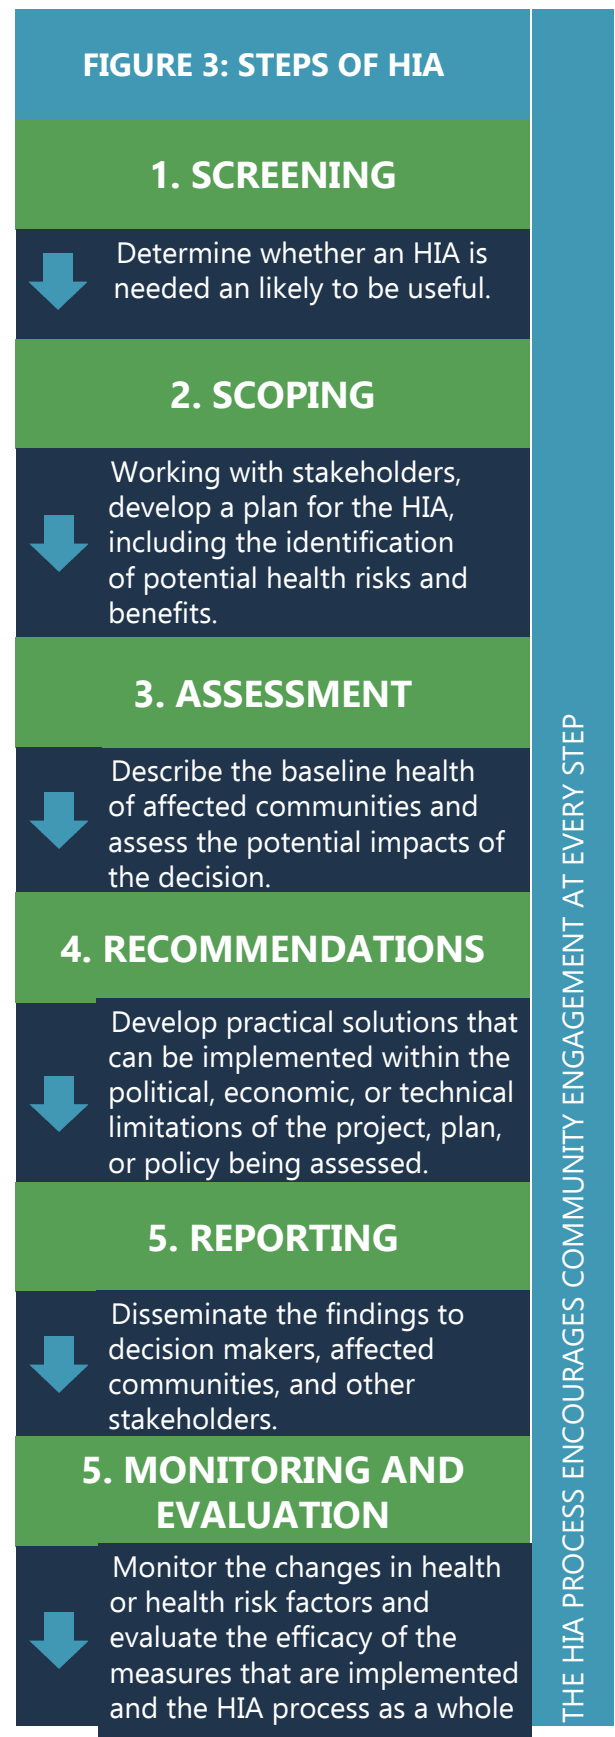 FIGURE 3: STEPS OF HIA
1. SCREENING
Determine whether an HIA is
needed an likely to be useful.
2. SCOPING
Working with stakeholders,
develop a plan for the HIA,
including the identification
of potential health risks and
benefits.
3. ASSESSMENT
Describe the baseline health
of affected communities and
assess the potential impacts of
the decision.
4. RECOMMENDATIONS
Develop practical solutions that
can be implemented within the
political, economic, or technical
limitations of the project, plan,
or policy being assessed.
5. REPORTING
Disseminate the findings to
decision makers, affected
communities, and other
stakeholders.
5. MONITORING AND
EVALUATION
Monitor the changes in health
or health risk factors and
evaluate the efficacy of the
measures that are implemented
and the HIA process as a whole
THE HIA PROCESS ENCOURAGES COMMUNITY ENGAGEMENT AT EVERY STEP